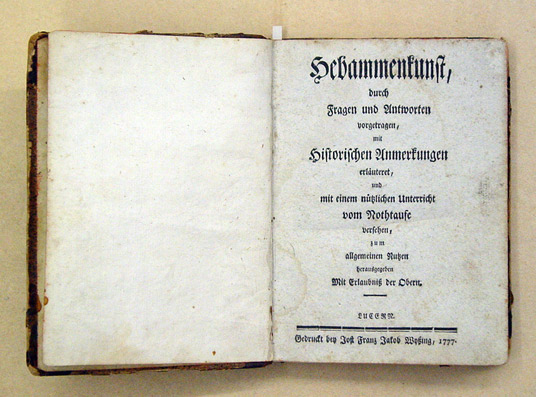 Hebammenkunst,
durch
Fragen und Antworten
vorgetragen,
mit
Historischen Anmerkungen
erläuteret,
und
mit einem nützlichen Unterricht
vom Nothtaufe
versehen,
zum
allgemeinen Nutzen
herausgegeben
Mit Erlaubniß der Obern.
LUCERN.
Gedruckt bey Jost Franz Jakob Wyßing, 1777.